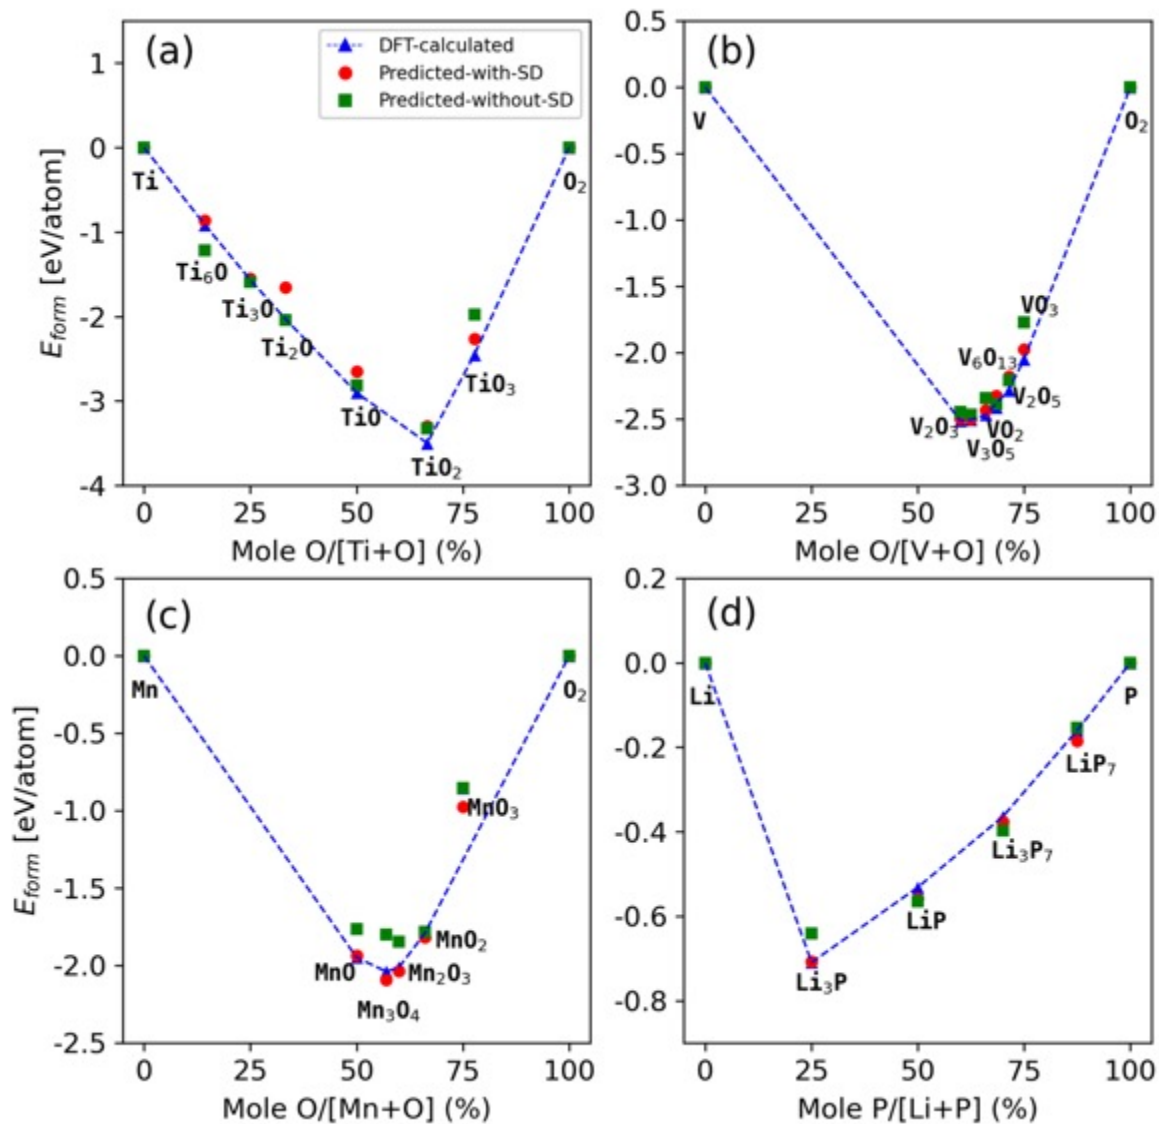 (a)
DFT-calculated
Predicted-with-SD
Predicted-without-SD
E_form [eV/atom]
1
0
-1
-2
-3
-4
Ti
Ti₆O
Ti₃O
Ti₂O
TiO
TiO₂
TiO₃
O₂
0 25 50 75 100
Mole O/[Ti+O] (%)
(b)
0.5
0.0
-0.5
-1.0
-1.5
-2.0
-2.5
-3.0
V
O₂
VO₃
V₆O₁₃
V₂O₅
V₂O₃
VO₂
V₃O₅
0 25 50 75 100
Mole O/[V+O] (%)
(c)
E_form [eV/atom]
0.5
0.0
-0.5
-1.0
-1.5
-2.0
-2.5
Mn
O₂
MnO₃
MnO₂
MnO
Mn₂O₃
Mn₃O₄
0 25 50 75 100
Mole O/[Mn+O] (%)
(d)
0.2
0.0
-0.2
-0.4
-0.6
-0.8
Li
P
LiP₇
Li₃P₇
LiP
Li₃P
0 25 50 75 100
Mole P/[Li+P] (%)